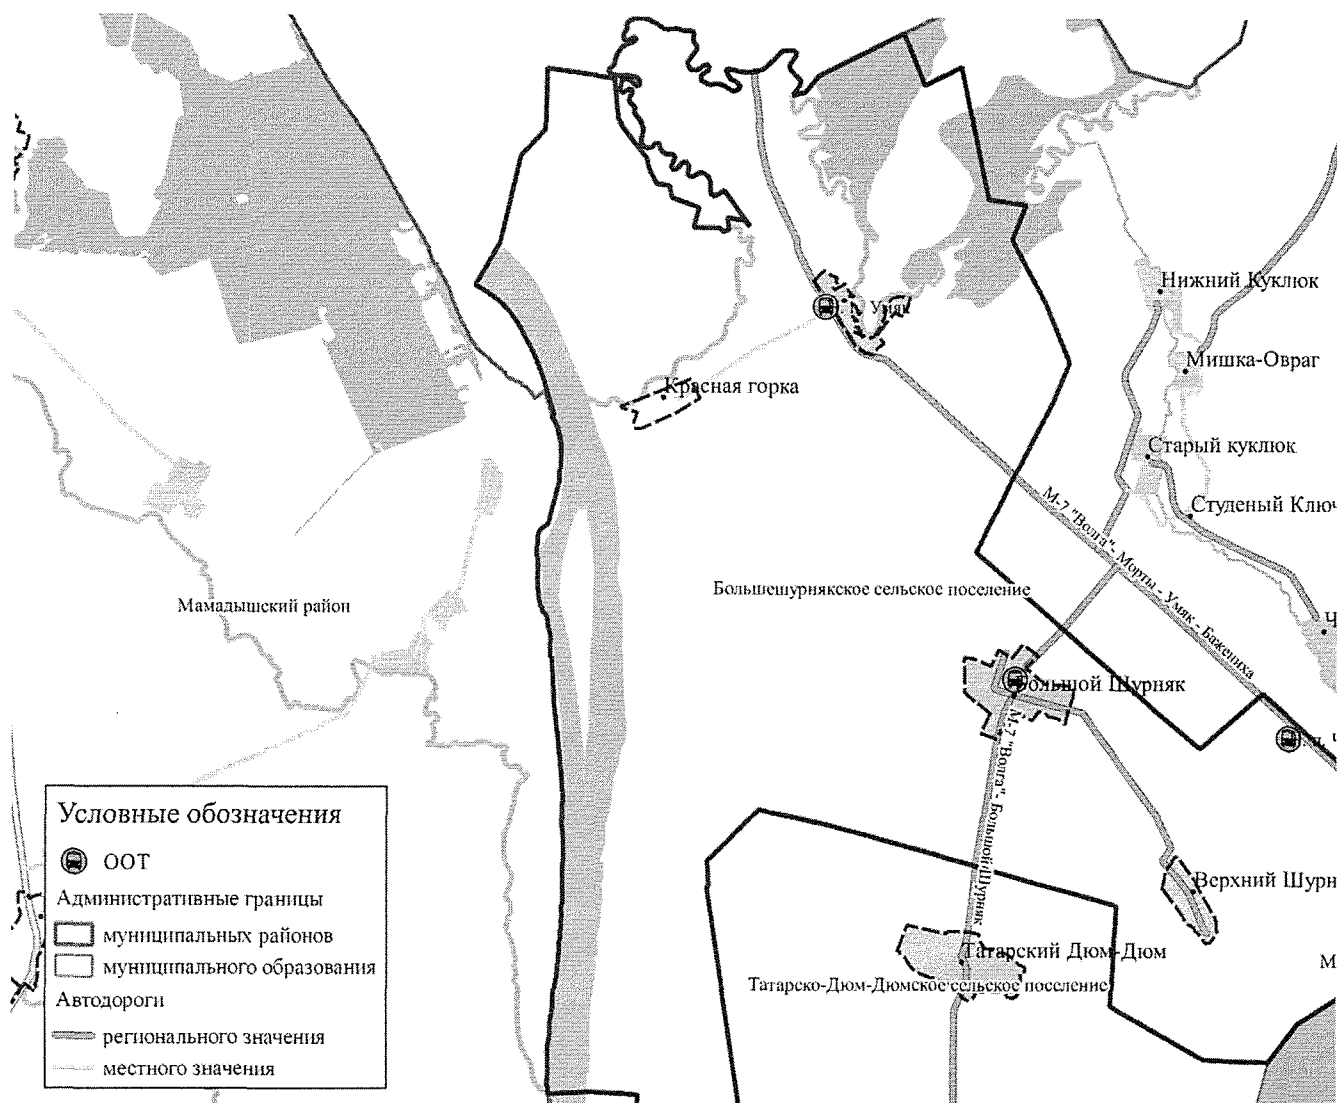 Нижний Куклюк
Умяк
Мишка-Овраг
Красная горка
Старый куклюк
Студеный Ключ
М-7 "Волга"- Морты - Умяк - Бажениха
Большешурнякское сельское поселение
Мамадышский район
Ч
Большой Шурняк
М-7 "Волга"- Большой Шурняк
Верхний Шурн
Татарский Дюм-Дюм
М
Татарско-Дюм-Дюмское сельское поселение
Условные обозначения
ООТ
Административные границы
муниципальных районов
муниципального образования
Автодороги
регионального значения
местного значения